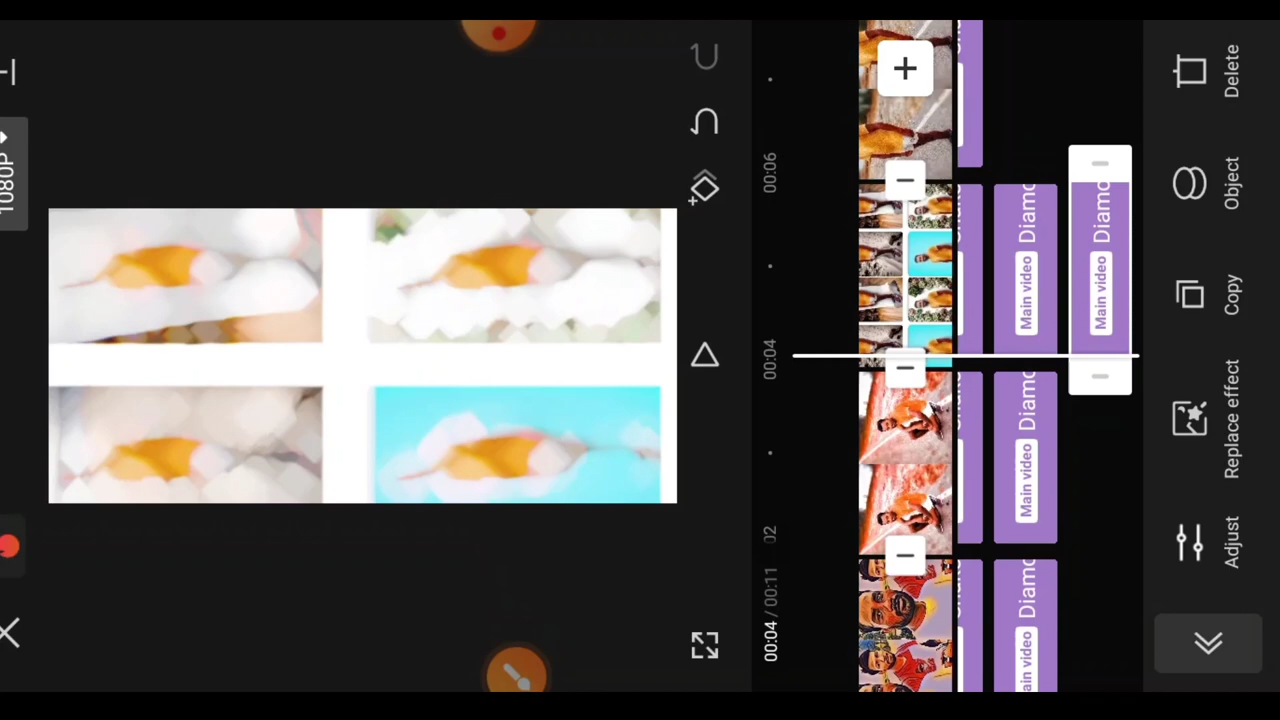 1080P
00:04 / 00:11
02
00:04
00:06
Main video Diamo
Main video Diamo
Main video Diamo
ain video Diamo
Adjust
Replace effect
Copy
Object
Delete